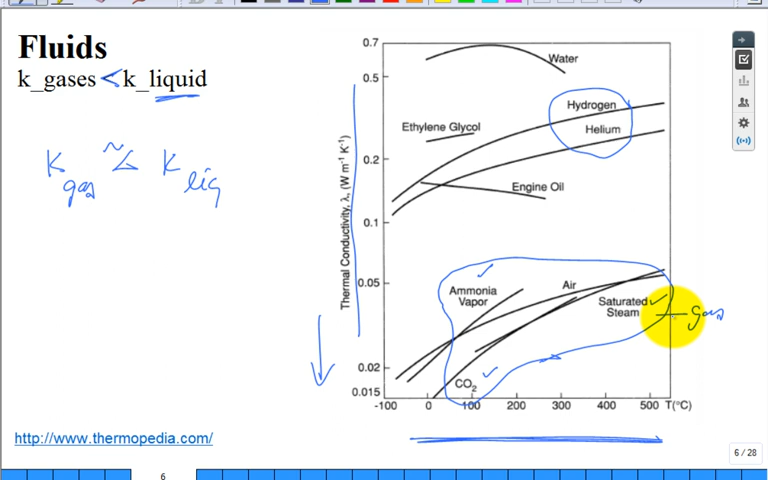 Fluids
k_gases < k_liquid
K gas ≲ K liq
0.7
0.5
0.2
0.1
0.05
0.02
0.015
Thermal Conductivity, λ, (W m⁻¹ K⁻¹)
Water
Hydrogen
Ethylene Glycol
Helium
Engine Oil
Ammonia
Vapor
Air
Saturated
Steam
gas
CO₂
-100 0 100 200 300 400 500 T(°C)
http://www.thermopedia.com/
6 / 28
6